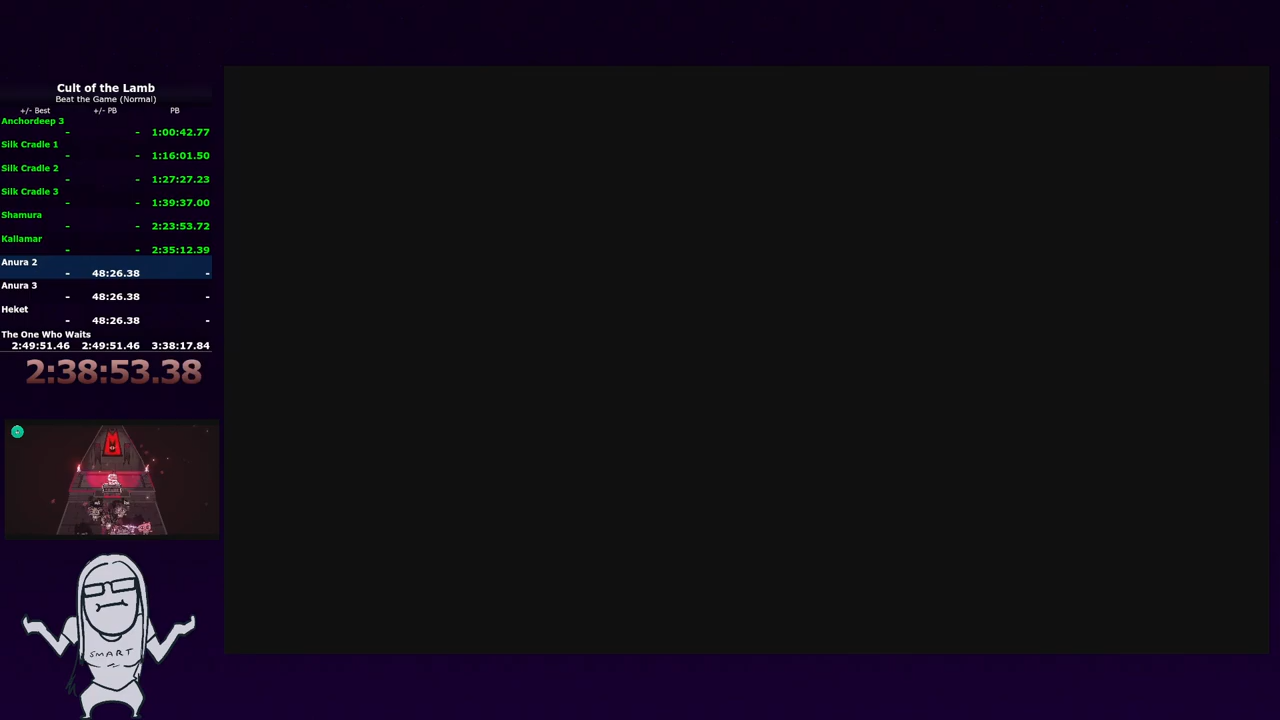 Cult of the Lamb
Beat the Game (Normal)
+/- Best +/- PB PB
Anchordeep 3
- - 1:00:42.77
Silk Cradle 1
- - 1:16:01.50
Silk Cradle 2
- - 1:27:27.23
Silk Cradle 3
- - 1:39:37.00
Shamura
- - 2:23:53.72
Kallamar
- - 2:35:12.39
Anura 2
- 48:26.38 -
Anura 3
- 48:26.38 -
Heket
- 48:26.38 -
The One Who Waits
2:49:51.46 2:49:51.46 3:38:17.84
2:38:53.38
SMART